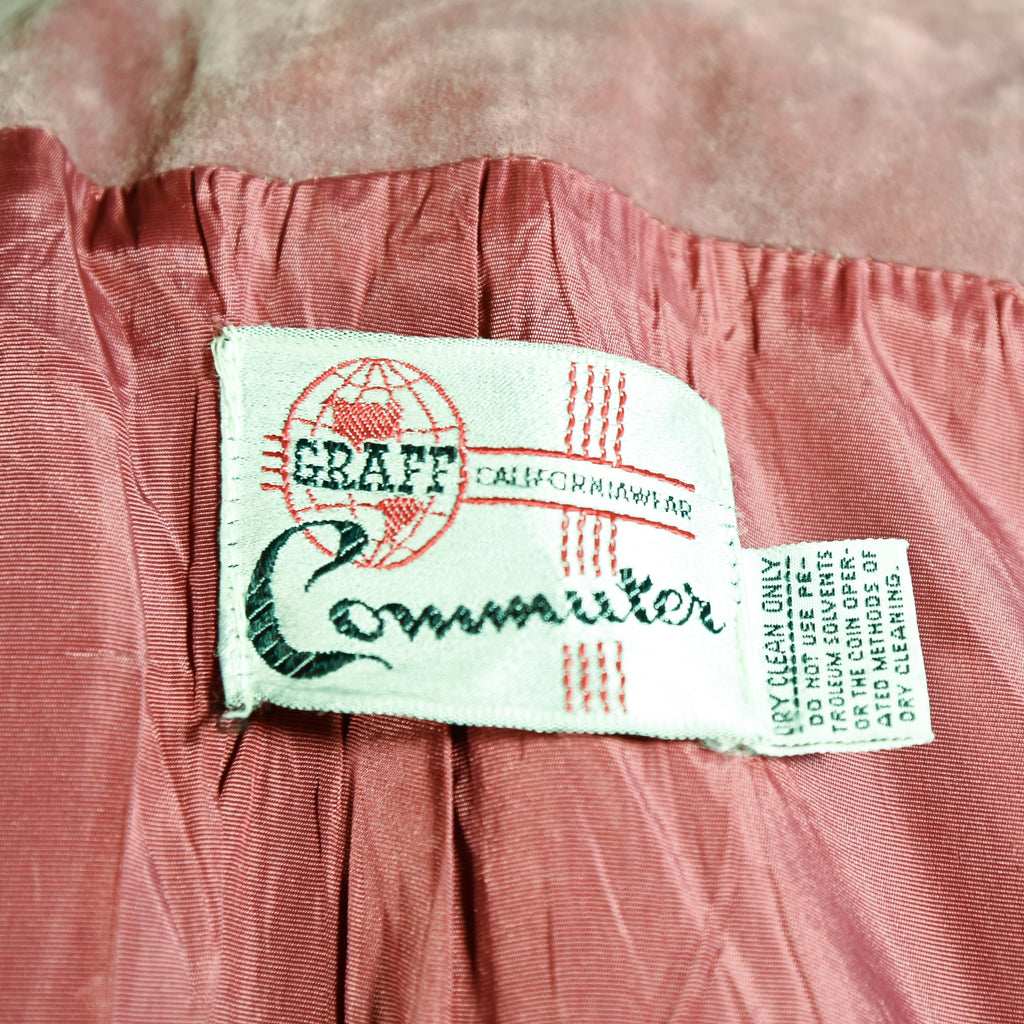 GRAFF
CALIFORNIAWEAR
Commuter
DRY CLEAN ONLY
DO NOT USE PE-
TROLEUM SOLVENTS
OR THE COIN OPER-
ATED METHODS OF
DRY CLEANING.